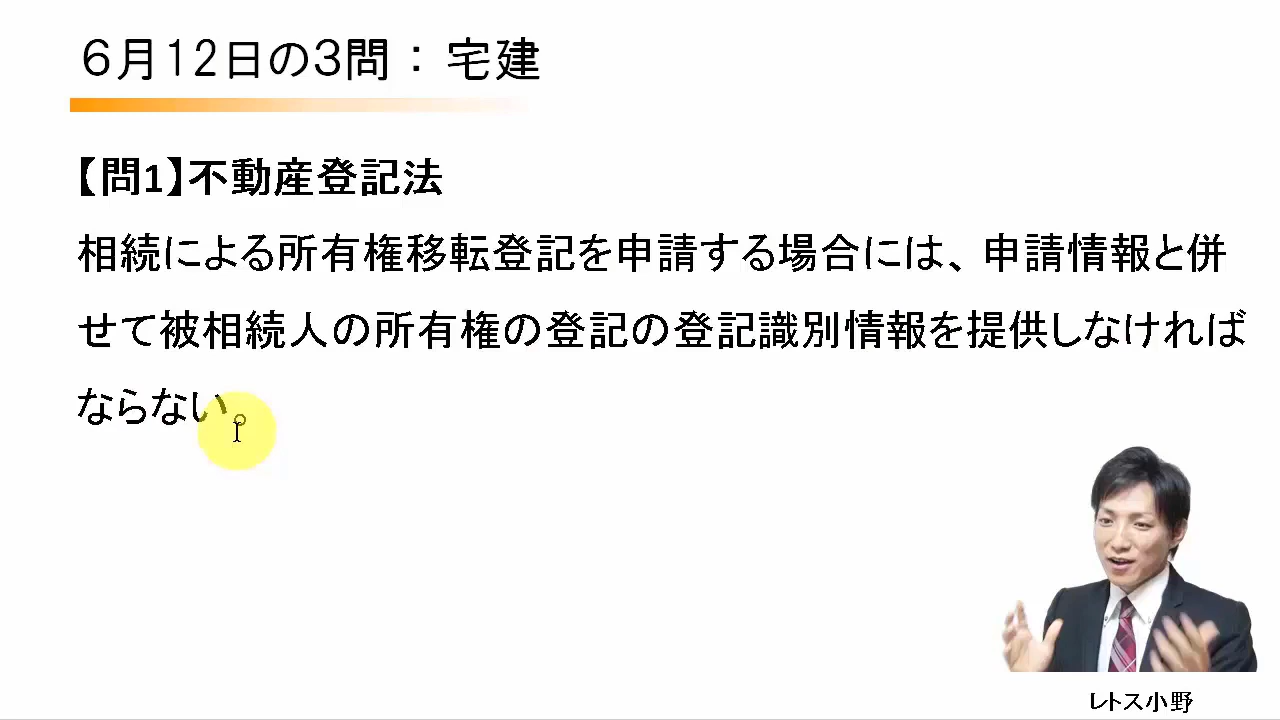 6月12日の3問：宅建
【問1】不動産登記法
相続による所有権移転登記を申請する場合には、申請情報と併
せて被相続人の所有権の登記の登記識別情報を提供しなければ
ならない。
レトス小野